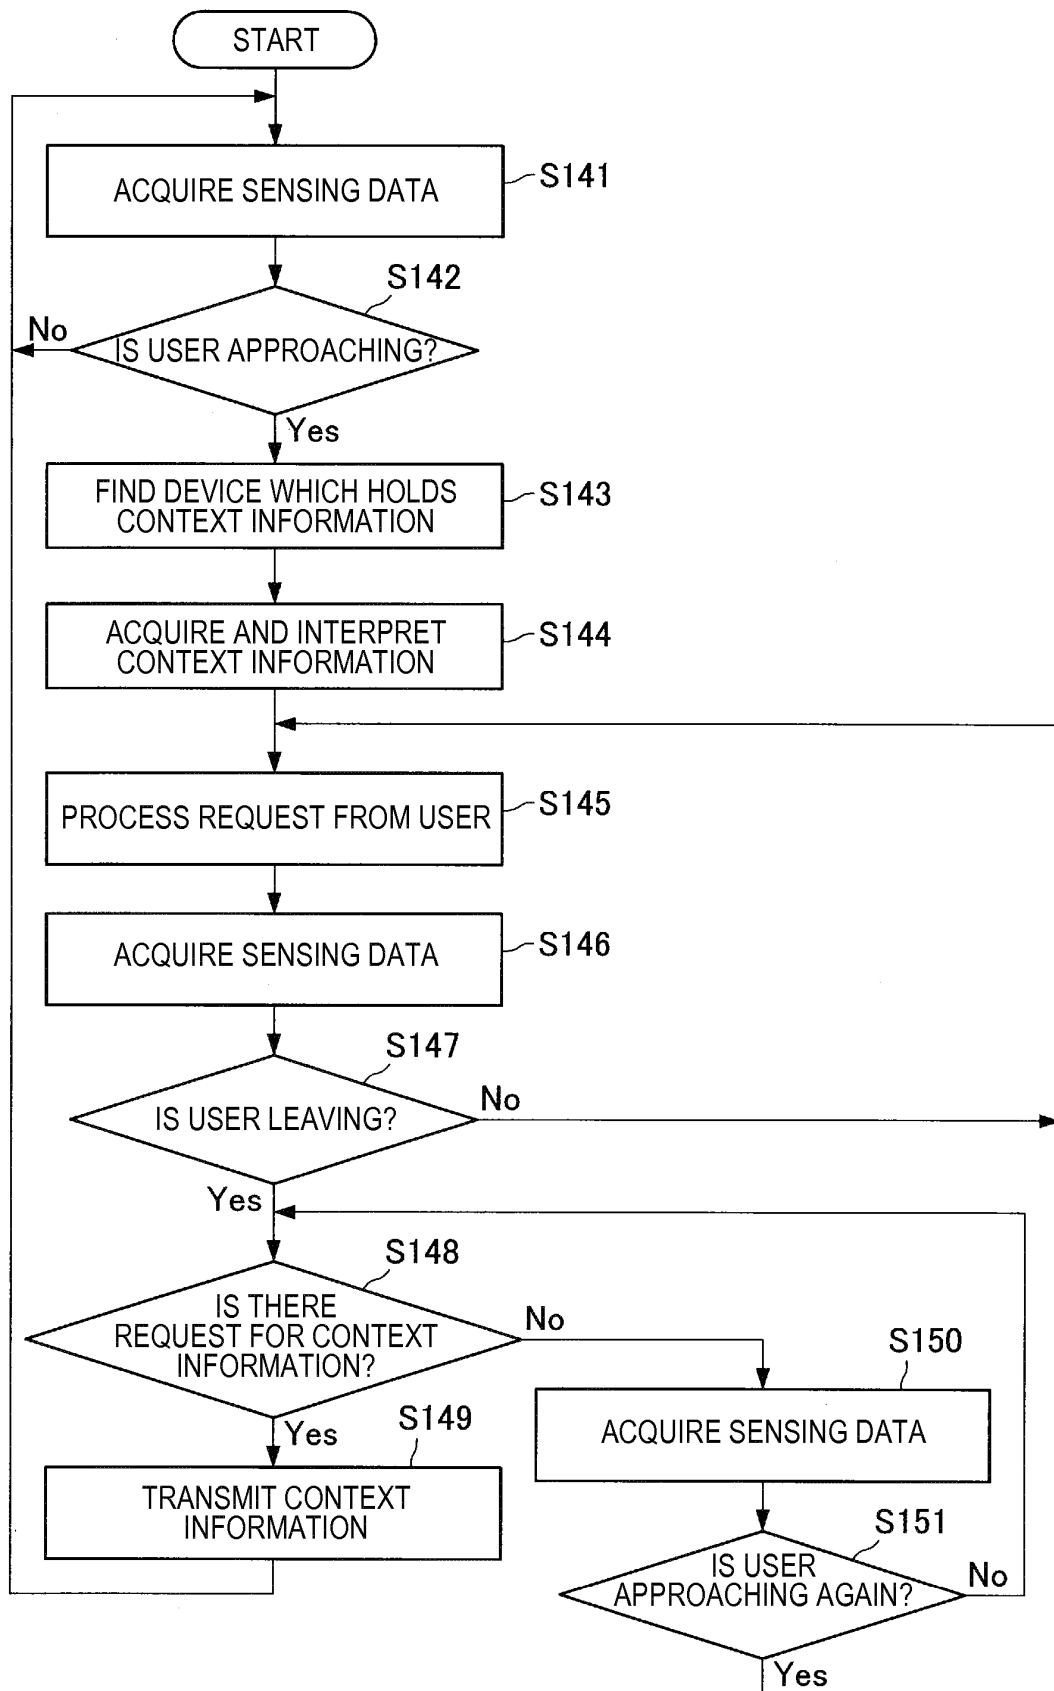 START
ACQUIRE SENSING DATA
S141
S142
No
IS USER APPROACHING?
Yes
FIND DEVICE WHICH HOLDS
CONTEXT INFORMATION
S143
ACQUIRE AND INTERPRET
CONTEXT INFORMATION
S144
PROCESS REQUEST FROM USER
S145
ACQUIRE SENSING DATA
S146
S147
IS USER LEAVING?
No
Yes
S148
IS THERE
REQUEST FOR CONTEXT
INFORMATION?
No
Yes
S149
TRANSMIT CONTEXT
INFORMATION
S150
ACQUIRE SENSING DATA
S151
IS USER
APPROACHING AGAIN?
No
Yes